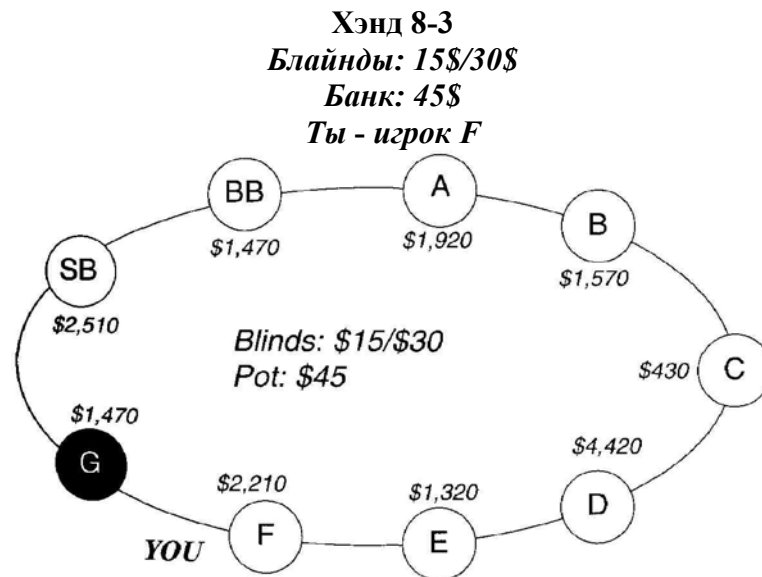 Хэнд 8-3
Блайнды: 15$/30$
Банк: 45$
Ты - игрок F
BB
A
B
$1,470
$1,920
$1,570
SB
$2,510
Blinds: $15/$30
Pot: $45
$430
C
$1,470
G
$2,210
$1,320
$4,420
D
YOU
F
E